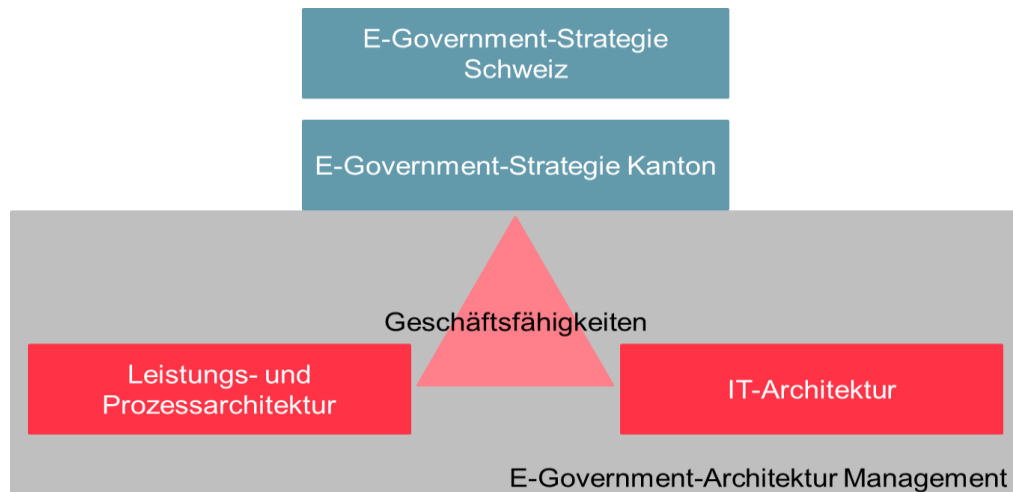 E-Government-Strategie
Schweiz
E-Government-Strategie Kanton
Geschäftsfähigkeiten
Leistungs- und
Prozessarchitektur
IT-Architektur
E-Government-Architektur Management